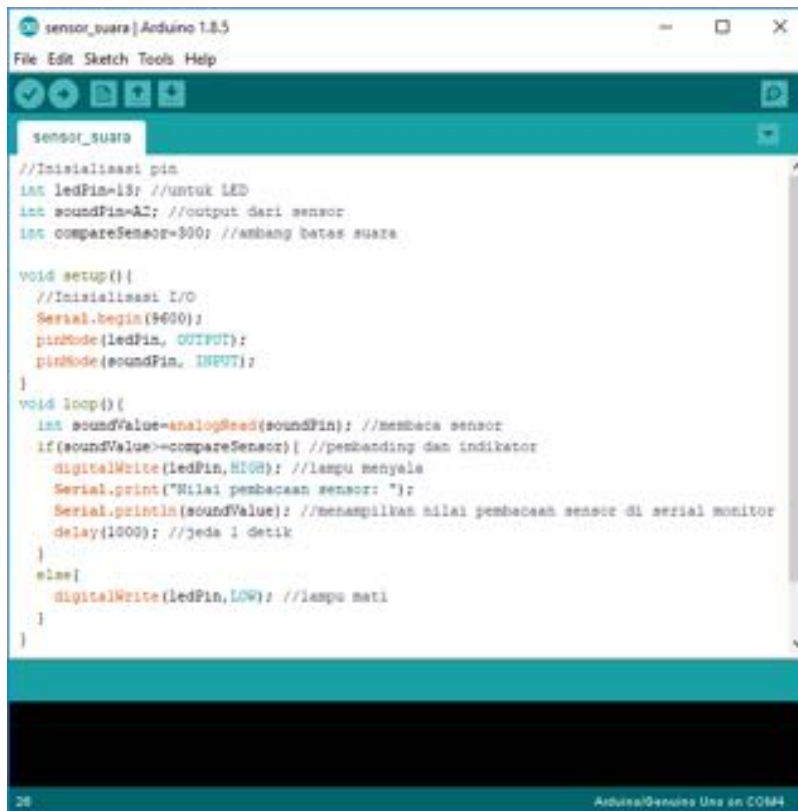 sensor_suara | Arduino 1.8.5
File Edit Sketch Tools Help
sensor_suara
//Inisialisasi pin
int ledPin=13; //untuk LED
int soundPin=A2; //output dari sensor
int compareSensor=300; //ambang batas suara
void setup(){
//Inisialisasi I/O
Serial.begin(9600);
pinMode(ledPin, OUTPUT);
pinMode(soundPin, INPUT);
}
void loop(){
int soundValue=analogRead(soundPin); //membaca sensor
if(soundValue>=compareSensor){ //pembanding dan indikator
digitalWrite(ledPin,HIGH); //lampu menyala
Serial.print("Nilai pembacaan sensor: ");
Serial.println(soundValue); //menampilkan nilai pembacaan sensor di serial monitor
delay(1000); //jeda 1 detik
}
else{
digitalWrite(ledPin,LOW); //lampu mati
}
}
26
Arduino/Genuino Uno on COM4